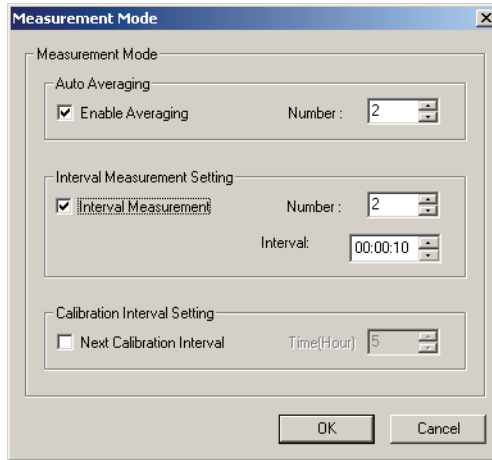 Measurement Mode
Measurement Mode
Auto Averaging
Enable Averaging Number : 2
Interval Measurement Setting
Interval Measurement Number : 2
Interval: 00:00:10
Calibration Interval Setting
Next Calibration Interval Time(Hour) 5
OK Cancel